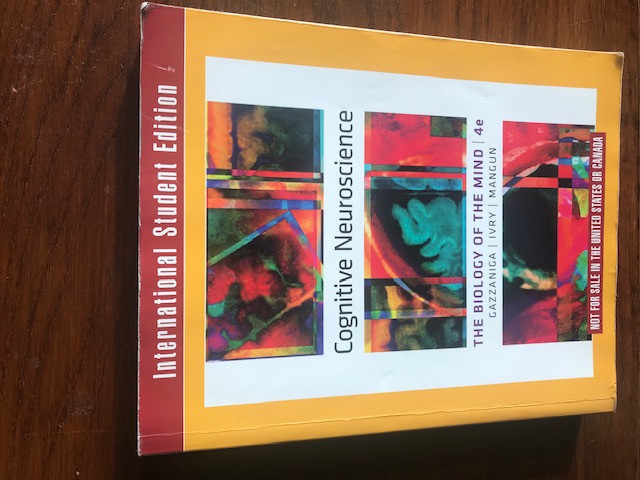 International Student Edition
Cognitive Neuroscience
THE BIOLOGY OF THE MIND | 4e
GAZZANIGA | IVRY | MANGUN
NOT FOR SALE IN THE UNITED STATES OR CANADA